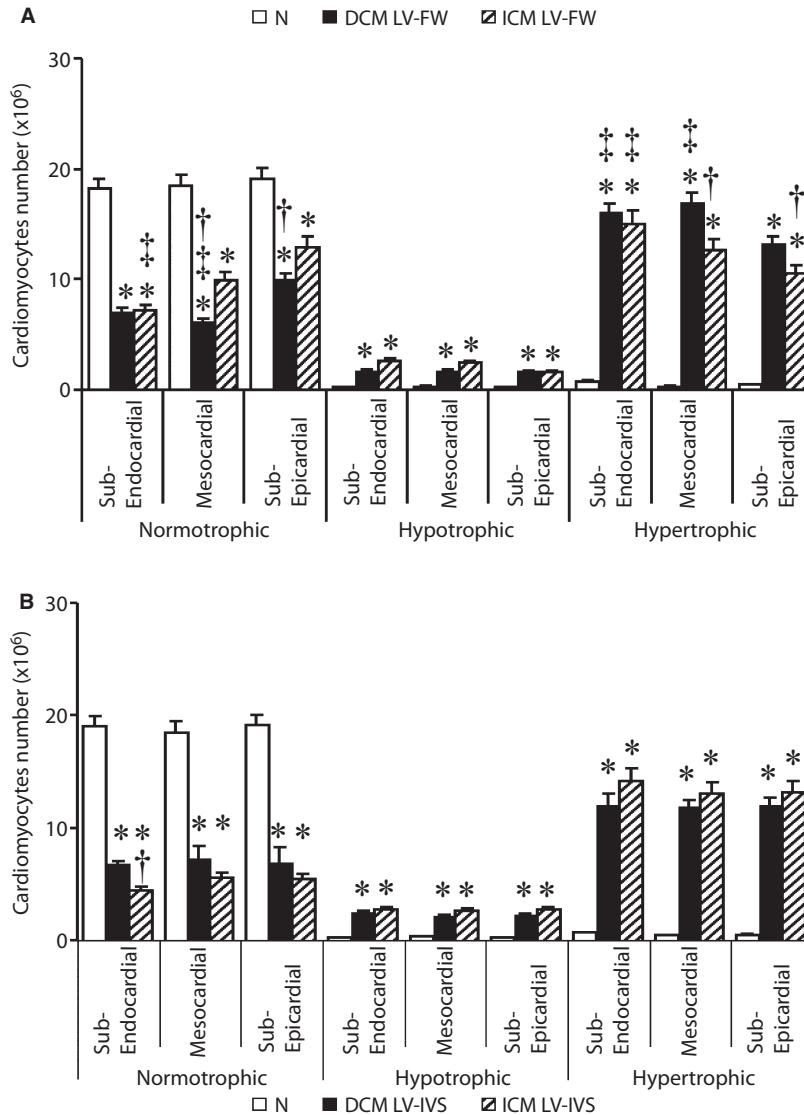 A
N DCM LV-FW ICM LV-FW
Cardiomyocytes number (x10⁶)
30
20
10
0
‡ ‡ * *
† ‡ * *
† * *
* *
* *
* *
‡ ‡ * *
‡ * † *
* † *
Sub-
Endocardial
Mesocardial
Sub-
Epicardial
Sub-
Endocardial
Mesocardial
Sub-
Epicardial
Sub-
Endocardial
Mesocardial
Sub-
Epicardial
Normotrophic Hypotrophic Hypertrophic
B
Cardiomyocytes number (x10⁶)
30
20
10
0
* * †
* *
* *
* *
* *
* *
* *
* *
* *
Sub-
Endocardial
Mesocardial
Sub-
Epicardial
Sub-
Endocardial
Mesocardial
Sub-
Epicardial
Sub-
Endocardial
Mesocardial
Sub-
Epicardial
Normotrophic Hypotrophic Hypertrophic
N DCM LV-IVS ICM LV-IVS